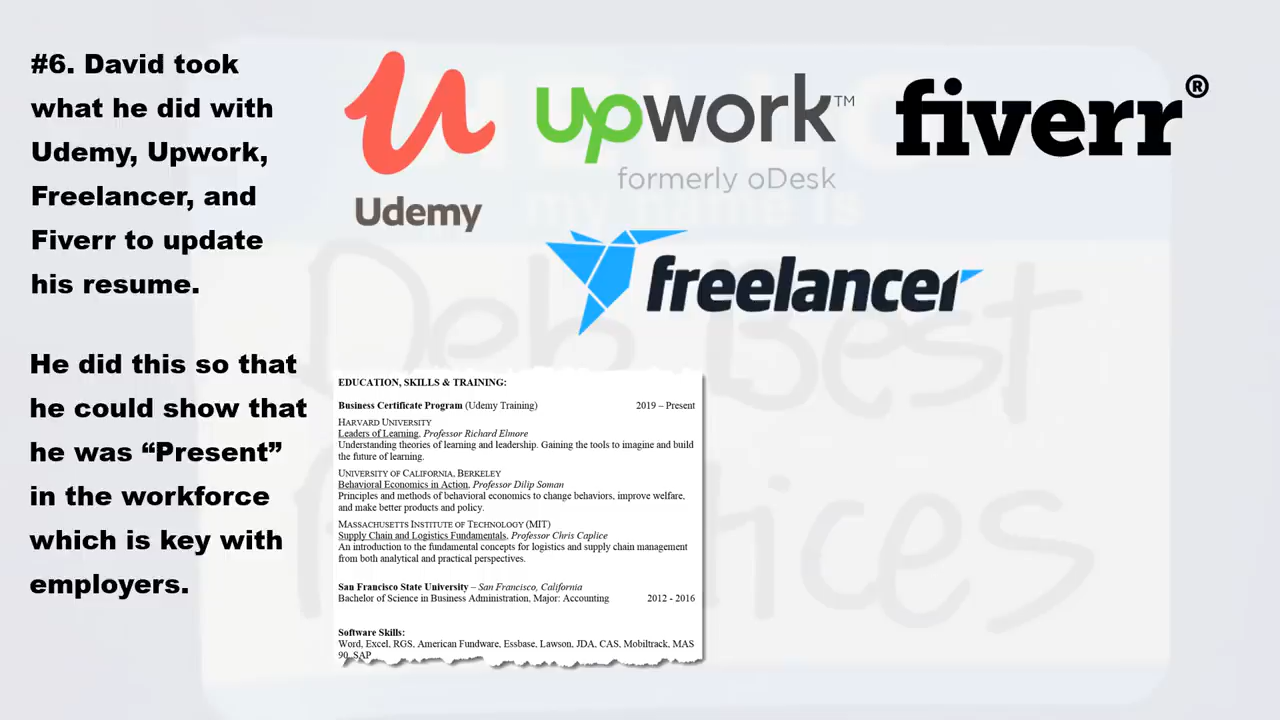 #6. David took
what he did with
Udemy, Upwork,
Freelancer, and
Fiverr to update
his resume.
He did this so that
he could show that
he was “Present”
in the workforce
which is key with
employers.
Udemy
upwork™
formerly oDesk
fiverr®
freelancer
my name is
Deb Best
EDUCATION, SKILLS & TRAINING:
Business Certificate Program (Udemy Training) 2019 – Present
HARVARD UNIVERSITY
Leaders of Learning, Professor Richard Elmore
Understanding theories of learning and leadership. Gaining the tools to imagine and build
the future of learning.
UNIVERSITY OF CALIFORNIA, BERKELEY
Behavioral Economics in Action, Professor Dilip Soman
Principles and methods of behavioral economics to change behaviors, improve welfare,
and make better products and policy.
MASSACHUSETTS INSTITUTE OF TECHNOLOGY (MIT)
Supply Chain and Logistics Fundamentals, Professor Chris Caplice
An introduction to the fundamental concepts for logistics and supply chain management
from both analytical and practical perspectives.
San Francisco State University – San Francisco, California
Bachelor of Science in Business Administration, Major: Accounting 2012 - 2016
Software Skills:
Word, Excel, RGS, American Fundware, Essbase, Lawson, JDA, CAS, Mobiltrack, MAS
90, SAP